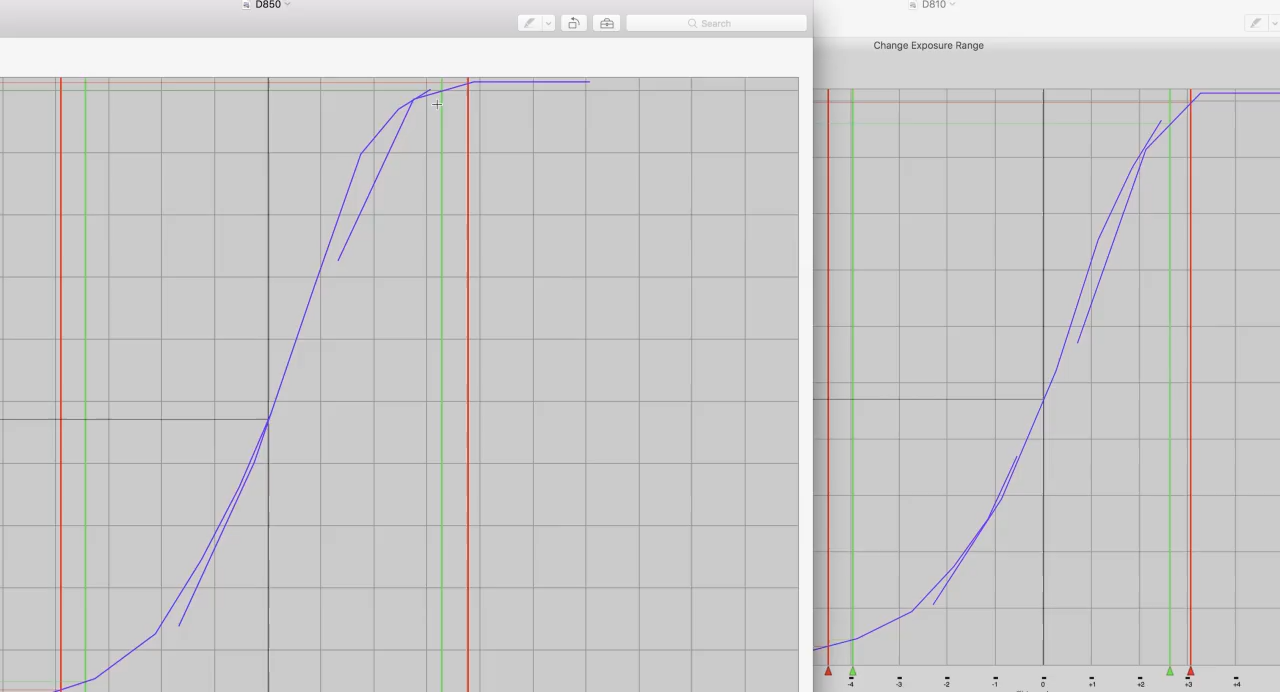 D850
Search
D810
Change Exposure Range
-4 -3 -2 -1 0 +1 +2 +3 +4